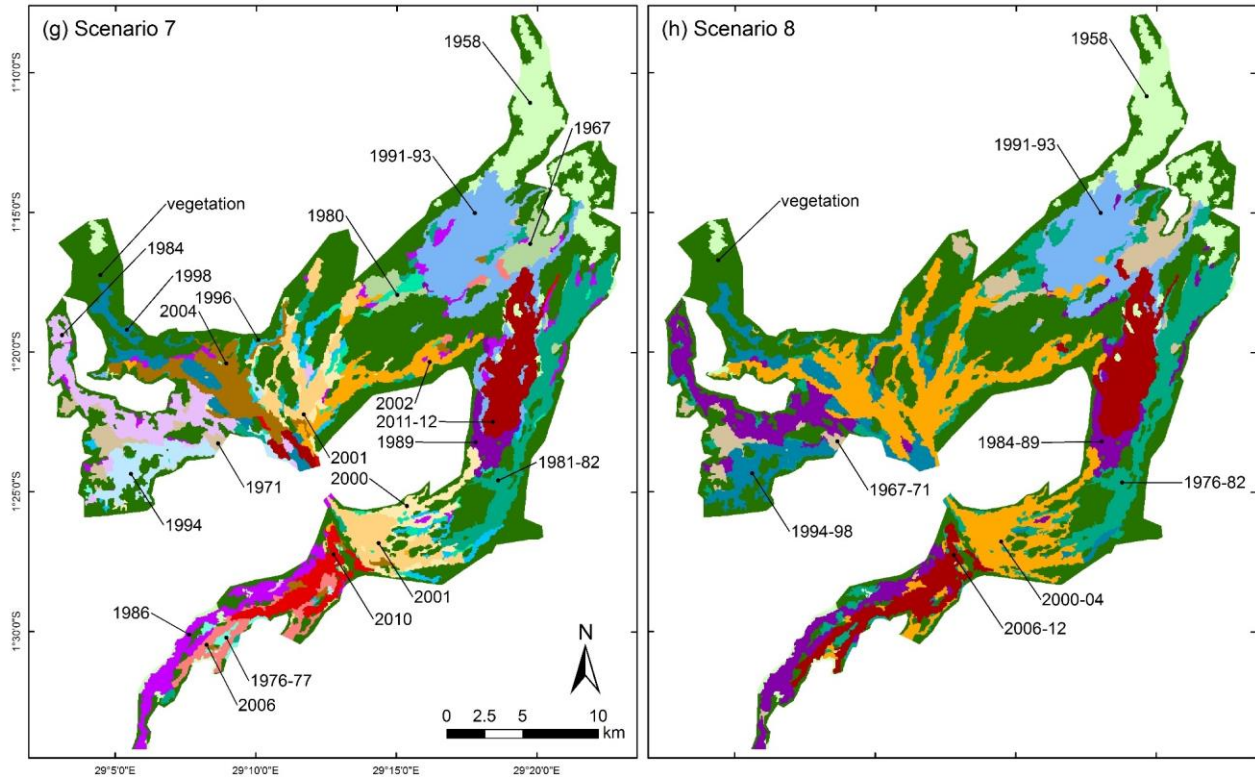 (g) Scenario 7
1958
1967
1991-93
vegetation
1980
1984
1998
1996
2004
2002
2011-12
1989
2001
1981-82
1971
2000
1994
2001
2010
1986
1976-77
2006
N
0 2.5 5 10
km
1°10'0"S
1°15'0"S
1°20'0"S
1°25'0"S
1°30'0"S
29°5'0"E 29°10'0"E 29°15'0"E 29°20'0"E
(h) Scenario 8
1958
1991-93
vegetation
1984-89
1976-82
1967-71
1994-98
2000-04
2006-12